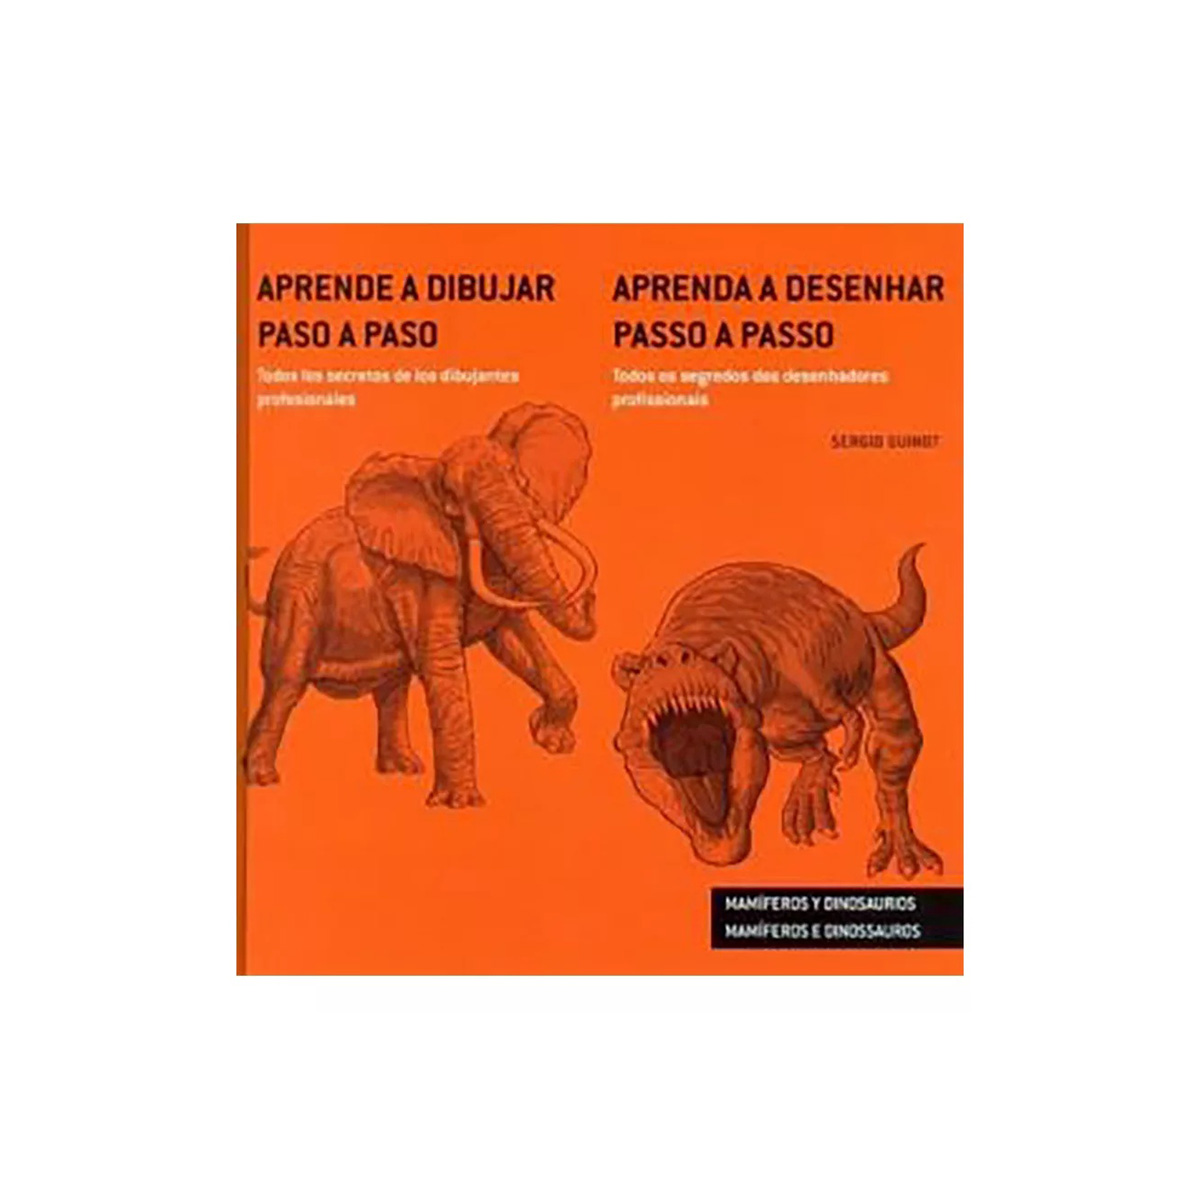 APRENDE A DIBUJAR
PASO A PASO
Todos los secretos de los dibujantes
profesionales
APRENDA A DESENHAR
PASSO A PASSO
Todos os segredos dos desenhadores
profissionais
SERGIO GUINOT
MAMÍFEROS Y DINOSAURIOS
MAMÍFEROS E DINOSSAUROS